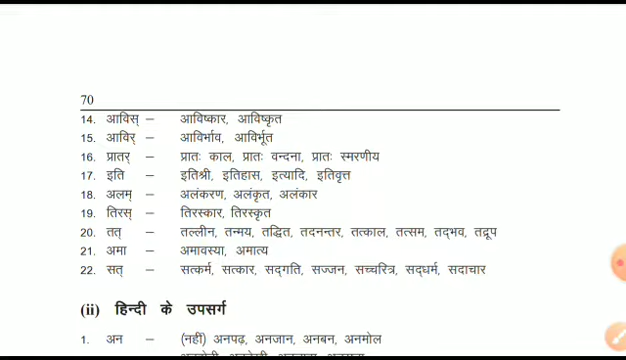 70
14. आविस् – आविष्कार, आविष्कृत
15. आविर् – आविर्भाव, आविर्भूत
16. प्रातर् – प्रातः काल, प्रातः वन्दना, प्रातः स्मरणीय
17. इति – इतिश्री, इतिहास, इत्यादि, इतिवृत्त
18. अलम् – अलंकरण, अलंकृत, अलंकार
19. तिरस् – तिरस्कार, तिरस्कृत
20. तत् – तल्लीन, तन्मय, तद्धित, तदनन्तर, तत्काल, तत्सम, तद्भव, तद्रूप
21. अमा – अमावस्या, अमात्य
22. सत् – सत्कर्म, सत्कार, सद्गति, सज्जन, सच्चरित्र, सद्धर्म, सदाचार
(ii) हिन्दी के उपसर्ग
1. अन – (नहीं) अनपढ़, अनजान, अनबन, अनमोल